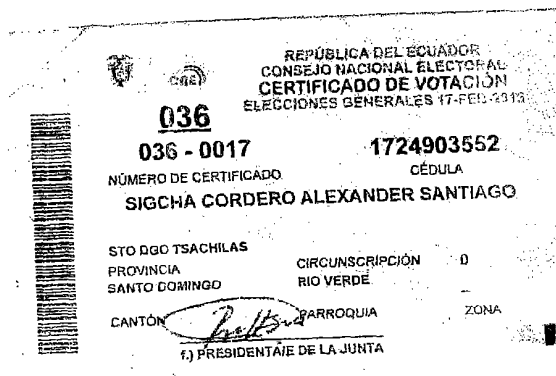 REPÚBLICA DEL ECUADOR
CONSEJO NACIONAL ELECTORAL
CERTIFICADO DE VOTACIÓN
ELECCIONES GENERALES 17-FEB-2013
cne
036
036 - 0017
1724903552
NÚMERO DE CERTIFICADO
CÉDULA
SIGCHA CORDERO ALEXANDER SANTIAGO
STO DGO TSACHILAS
PROVINCIA
CIRCUNSCRIPCIÓN 0
SANTO DOMINGO
RIO VERDE
CANTÓN
PARROQUIA
ZONA
f.) PRESIDENTA/E DE LA JUNTA